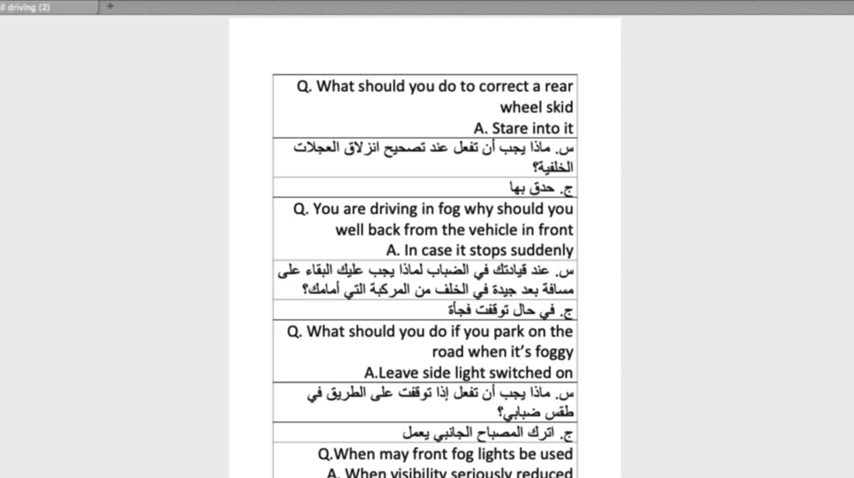 ll driving (2)
Q. What should you do to correct a rear
wheel skid
A. Stare into it
س. ماذا يجب أن تفعل عند تصحيح انزلاق العجلات
الخلفية؟
ج. حدق بها
Q. You are driving in fog why should you
well back from the vehicle in front
A. In case it stops suddenly
س. عند قيادتك في الضباب لماذا يجب عليك البقاء على
مسافة بعد جيدة في الخلف من المركبة التي أمامك؟
ج. في حال توقفت فجأة
Q. What should you do if you park on the
road when it’s foggy
A.Leave side light switched on
س. ماذا يجب أن تفعل إذا توقفت على الطريق في
طقس ضبابي؟
ج. اترك المصباح الجانبي يعمل
Q.When may front fog lights be used
A. When visibility seriously reduced